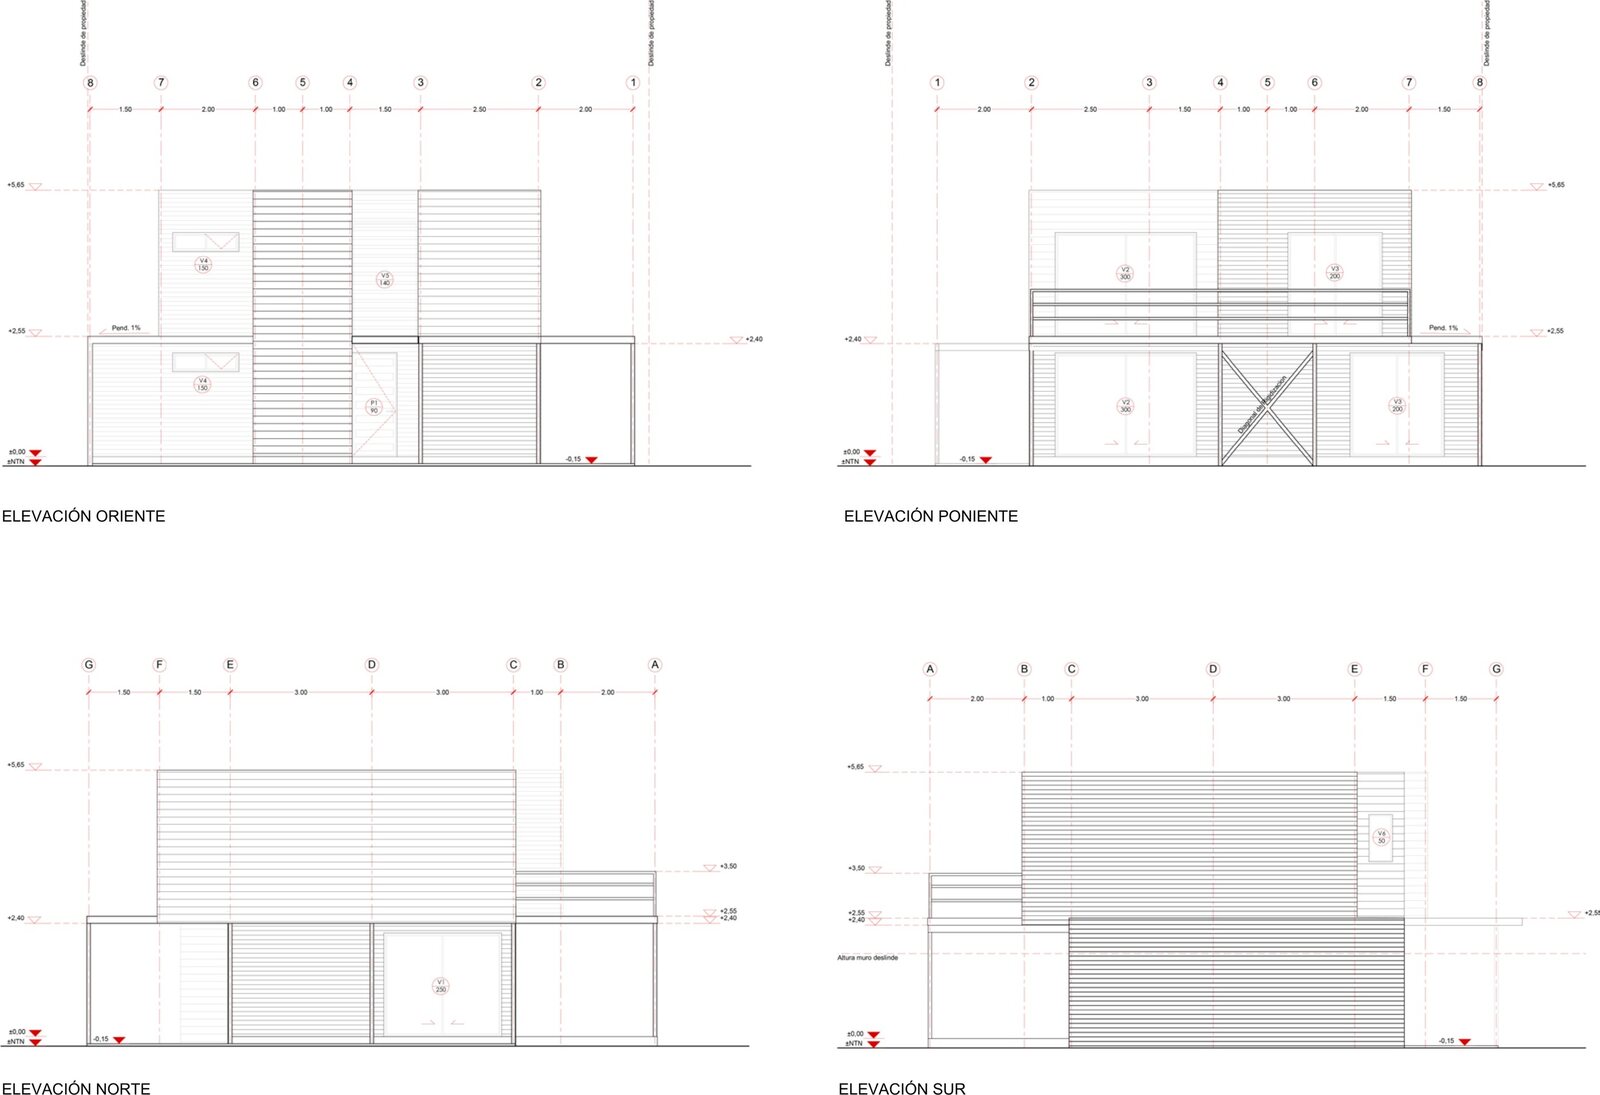 Deslinde de propiedad
Deslinde de propiedad
8 7 6 5 4 3 2 1
1.50 2.00 1.00 1.00 1.50 2.50 2.00
+5,65
V4
150
V5
140
+2,55
Pend. 1%
+2,40
V4
150
P1
90
±0,00
±NTN
-0,15
ELEVACIÓN ORIENTE
Deslinde de propiedad
Deslinde de propiedad
1 2 3 4 5 6 7 8
2.00 2.50 1.50 1.00 1.00 2.00 1.50
+5,65
V2
300
V3
200
Pend. 1%
+2,55
+2,40
V2
300
Diagonal de rigidizacion
V3
200
±0,00
±NTN
-0,15
ELEVACIÓN PONIENTE
G F E D C B A
1.50 1.50 3.00 3.00 1.00 2.00
+5,65
+3,50
+2,55
+2,40
+2,40
V1
250
±0,00
±NTN
-0,15
ELEVACIÓN NORTE
A B C D E F G
2.00 1.00 3.00 3.00 1.50 1.50
+5,65
V6
50
+3,50
+2,55
+2,40
+2,55
Altura muro deslinde
±0,00
±NTN
-0,15
ELEVACIÓN SUR